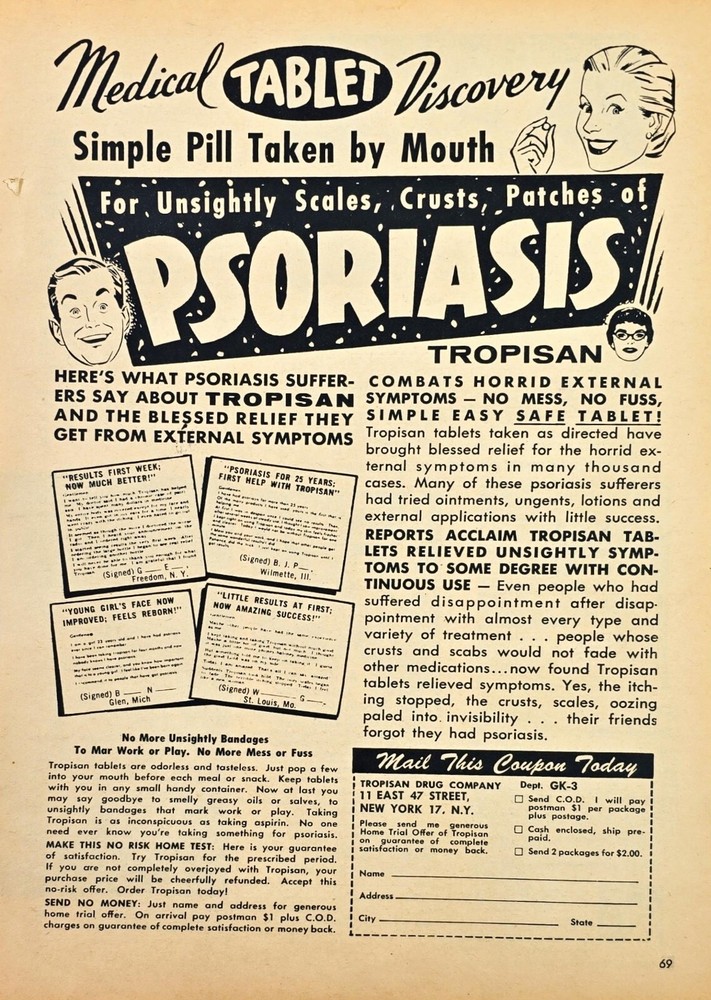 Medical TABLET Discovery
Simple Pill Taken by Mouth
For Unsightly Scales, Crusts, Patches of
PSORIASIS
TROPISAN
HERE'S WHAT PSORIASIS SUFFER-
ERS SAY ABOUT TROPISAN
AND THE BLESSED RELIEF THEY
GET FROM EXTERNAL SYMPTOMS
"RESULTS FIRST WEEK;
NOW MUCH BETTER!"
Gentlemen:
(Signed) G — E —
Freedom, N. Y.
"PSORIASIS FOR 25 YEARS;
FIRST HELP WITH TROPISAN"
(Signed) B. J. P—
Wilmette, Ill.
"YOUNG GIRL'S FACE NOW
IMPROVED; FEELS REBORN!"
Gentlemen:
(Signed) B— N—
Glen, Mich
"LITTLE RESULTS AT FIRST;
NOW AMAZING SUCCESS!"
(Signed) W— G—,
St. Louis, Mo.
No More Unsightly Bandages
To Mar Work or Play. No More Mess or Fuss
Tropisan tablets are odorless and tasteless. Just pop a few
into your mouth before each meal or snack. Keep tablets
with you in any small handy container. Now at last you
may say goodbye to smelly greasy oils or salves, to
unsightly bandages that mark work or play. Taking
Tropisan is as inconspicuous as taking aspirin. No one
need ever know you're taking something for psoriasis.
MAKE THIS NO RISK HOME TEST: Here is your guarantee
of satisfaction. Try Tropisan for the prescribed period.
If you are not completely overjoyed with Tropisan, your
purchase price will be cheerfully refunded. Accept this
no-risk offer. Order Tropisan today!
SEND NO MONEY: Just name and address for generous
home trial offer. On arrival pay postman $1 plus C.O.D.
charges on guarantee of complete satisfaction or money back.
COMBATS HORRID EXTERNAL
SYMPTOMS — NO MESS, NO FUSS,
SIMPLE EASY SAFE TABLET!
Tropisan tablets taken as directed have
brought blessed relief for the horrid ex-
ternal symptoms in many thousand
cases. Many of these psoriasis sufferers
had tried ointments, ungents, lotions and
external applications with little success.
REPORTS ACCLAIM TROPISAN TAB-
LETS RELIEVED UNSIGHTLY SYMP-
TOMS TO SOME DEGREE WITH CON-
TINUOUS USE — Even people who had
suffered disappointment after disap-
pointment with almost every type and
variety of treatment . . . people whose
crusts and scabs would not fade with
other medications...now found Tropisan
tablets relieved symptoms. Yes, the itch-
ing stopped, the crusts, scales, oozing
paled into invisibility . . . their friends
forgot they had psoriasis.
Mail This Coupon Today
TROPISAN DRUG COMPANY Dept. GK-3
11 EAST 47 STREET,
NEW YORK 17, N.Y.
Please send me generous
Home Trial Offer of Tropisan
on guarantee of complete
satisfaction or money back.
Send C.O.D. I will pay
postman $1 per package
plus postage.
Cash enclosed, ship pre-
paid.
Send 2 packages for $2.00.
Name
Address
City State
69